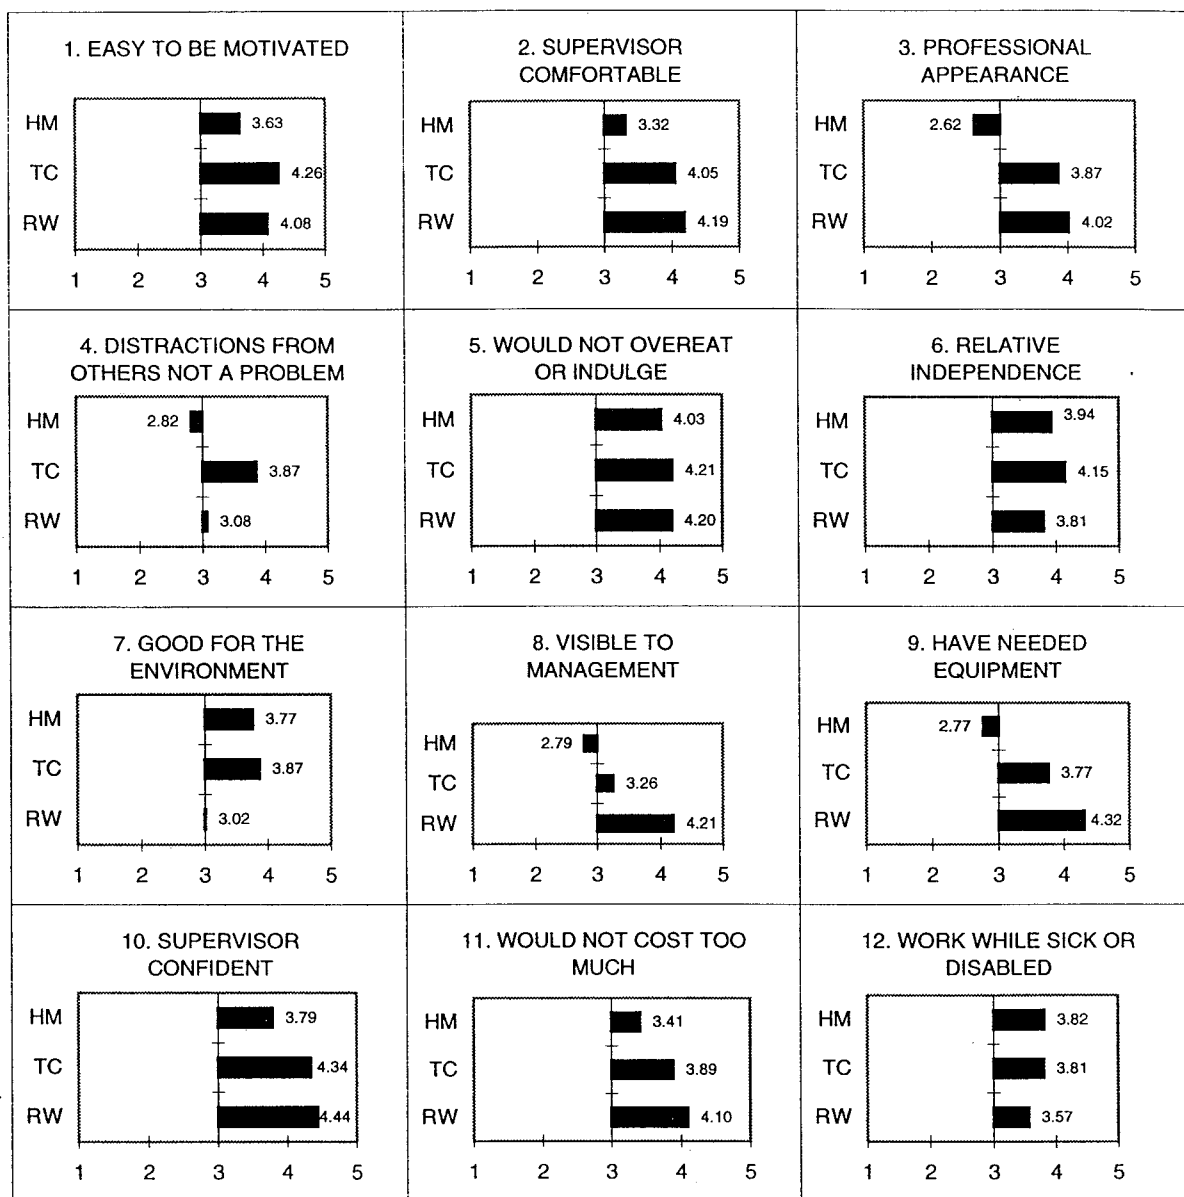 1. EASY TO BE MOTIVATED
HM 3.63
TC 4.26
RW 4.08
1 2 3 4 5
2. SUPERVISOR
COMFORTABLE
HM 3.32
TC 4.05
RW 4.19
1 2 3 4 5
3. PROFESSIONAL
APPEARANCE
HM 2.62
TC 3.87
RW 4.02
1 2 3 4 5
4. DISTRACTIONS FROM
OTHERS NOT A PROBLEM
HM 2.82
TC 3.87
RW 3.08
1 2 3 4 5
5. WOULD NOT OVEREAT
OR INDULGE
HM 4.03
TC 4.21
RW 4.20
1 2 3 4 5
6. RELATIVE
INDEPENDENCE
HM 3.94
TC 4.15
RW 3.81
1 2 3 4 5
7. GOOD FOR THE
ENVIRONMENT
HM 3.77
TC 3.87
RW 3.02
1 2 3 4 5
8. VISIBLE TO
MANAGEMENT
HM 2.79
TC 3.26
RW 4.21
1 2 3 4 5
9. HAVE NEEDED
EQUIPMENT
HM 2.77
TC 3.77
RW 4.32
1 2 3 4 5
10. SUPERVISOR
CONFIDENT
HM 3.79
TC 4.34
RW 4.44
1 2 3 4 5
11. WOULD NOT COST TOO
MUCH
HM 3.41
TC 3.89
RW 4.10
1 2 3 4 5
12. WORK WHILE SICK OR
DISABLED
HM 3.82
TC 3.81
RW 3.57
1 2 3 4 5